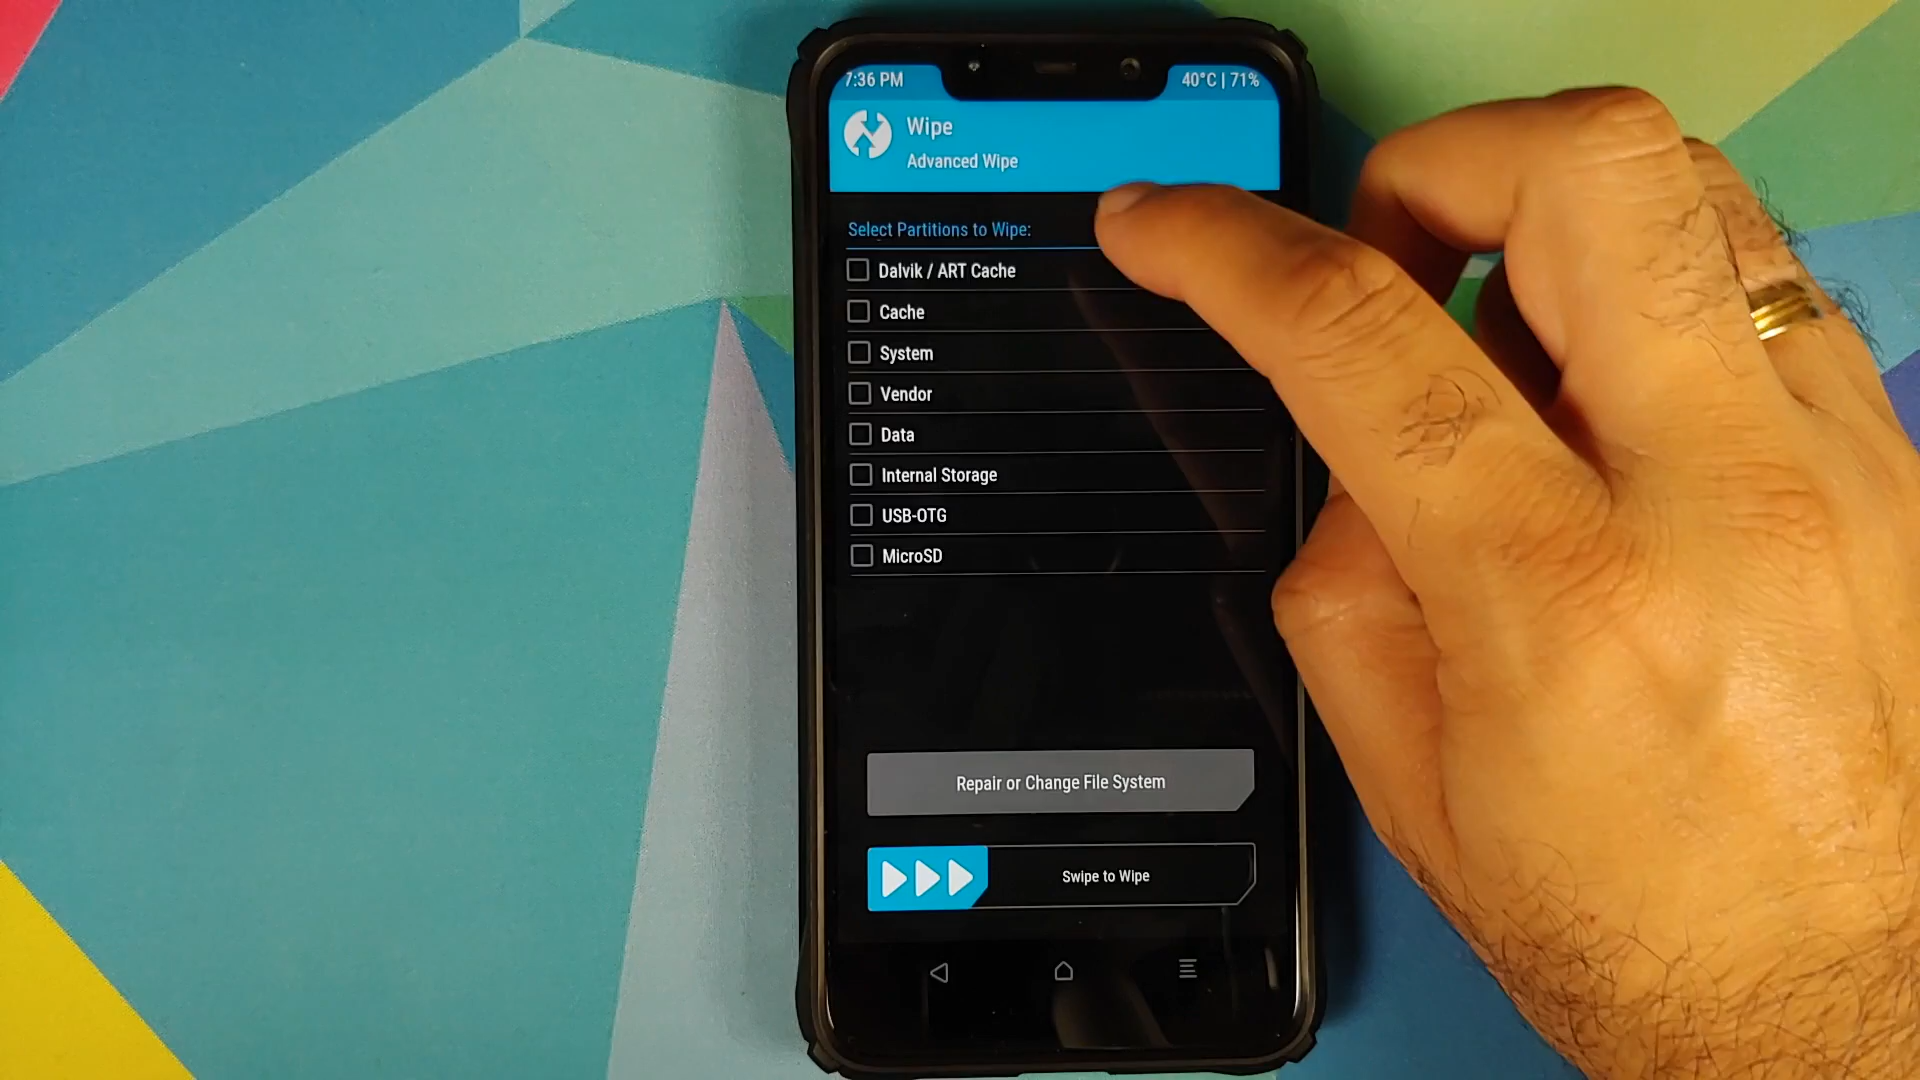 7:36 PM
40°C | 71%
Wipe
Advanced Wipe
Select Partitions to Wipe:
Dalvik / ART Cache
Cache
System
Vendor
Data
Internal Storage
USB-OTG
MicroSD
Repair or Change File System
Swipe to Wipe